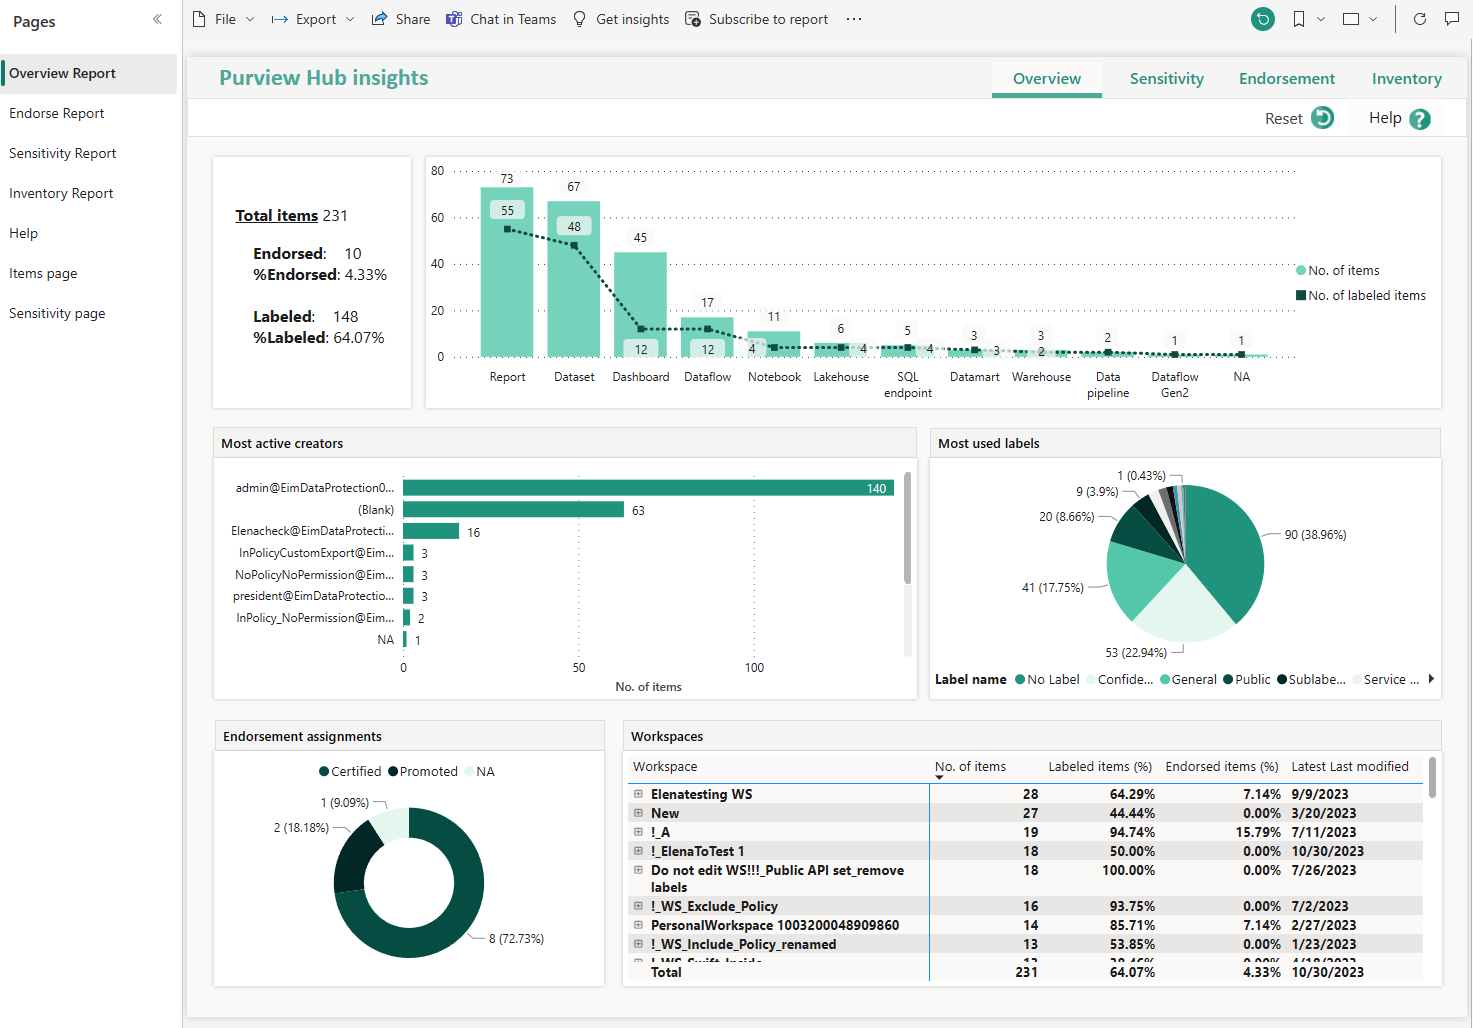 Pages
File
Export
Share
Chat in Teams
Get insights
Subscribe to report
Overview Report
Endorse Report
Sensitivity Report
Inventory Report
Help
Items page
Sensitivity page
Purview Hub insights
Overview
Sensitivity
Endorsement
Inventory
Reset
Help
Total items 231
Endorsed: 10
%Endorsed: 4.33%
Labeled: 148
%Labeled: 64.07%
80
60
40
20
0
73
67
45
17
11
6
5
3
3
2
1
1
55
48
12
12
4
4
4
3
2
Report
Dataset
Dashboard
Dataflow
Notebook
Lakehouse
SQL
endpoint
Datamart
Warehouse
Data
pipeline
Dataflow
Gen2
NA
No. of items
No. of labeled items
Most active creators
admin@EimDataProtection0... 140
(Blank) 63
Elenacheck@EimDataProtecti... 16
InPolicyCustomExport@Eim... 3
NoPolicyNoPermission@Eim... 3
president@EimDataProtectio... 3
InPolicy_NoPermission@Eim... 2
NA 1
0 50 100
No. of items
Most used labels
1 (0.43%)
9 (3.9%)
20 (8.66%)
90 (38.96%)
41 (17.75%)
53 (22.94%)
Label name No Label Confide... General Public Sublabe... Service ...
Endorsement assignments
Certified Promoted NA
1 (9.09%)
2 (18.18%)
8 (72.73%)
Workspaces
Workspace No. of items Labeled items (%) Endorsed items (%) Latest Last modified
Elenatesting WS 28 64.29% 7.14% 9/9/2023
New 27 44.44% 0.00% 3/20/2023
!_A 19 94.74% 15.79% 7/11/2023
!_ElenaToTest 1 18 50.00% 0.00% 10/30/2023
Do not edit WS!!!_Public API set_remove 18 100.00% 0.00% 7/26/2023
labels
!_WS_Exclude_Policy 16 93.75% 0.00% 7/2/2023
PersonalWorkspace 1003200048909860 14 85.71% 7.14% 2/27/2023
!_WS_Include_Policy_renamed 13 53.85% 0.00% 1/23/2023
Total 231 64.07% 4.33% 10/30/2023